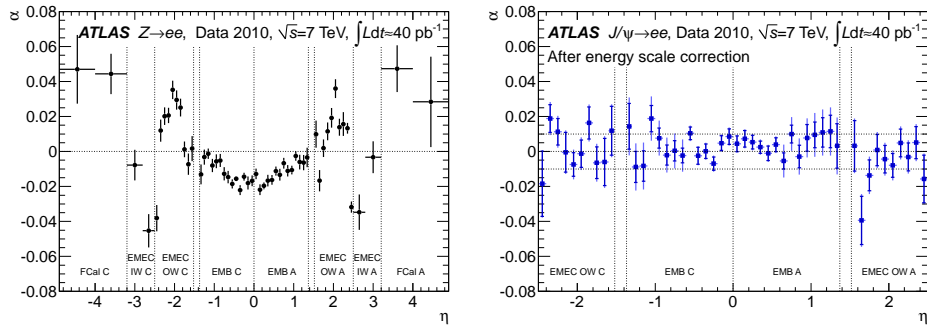 α
ATLAS Z→ee, Data 2010, √s=7 TeV, ∫Ldt≈40 pb⁻¹
0.08
0.06
0.04
0.02
0
-0.02
-0.04
-0.06
-0.08
EMEC EMEC EMEC EMEC
FCal C IW C OW C EMB C EMB A OW A IW A FCal A
-4 -3 -2 -1 0 1 2 3 4
η
α
ATLAS J/ψ→ee, Data 2010, √s=7 TeV, ∫Ldt≈40 pb⁻¹
After energy scale correction
0.08
0.06
0.04
0.02
0
-0.02
-0.04
-0.06
-0.08
EMEC OW C EMB C EMB A EMEC OW A
-2 -1 0 1 2
η